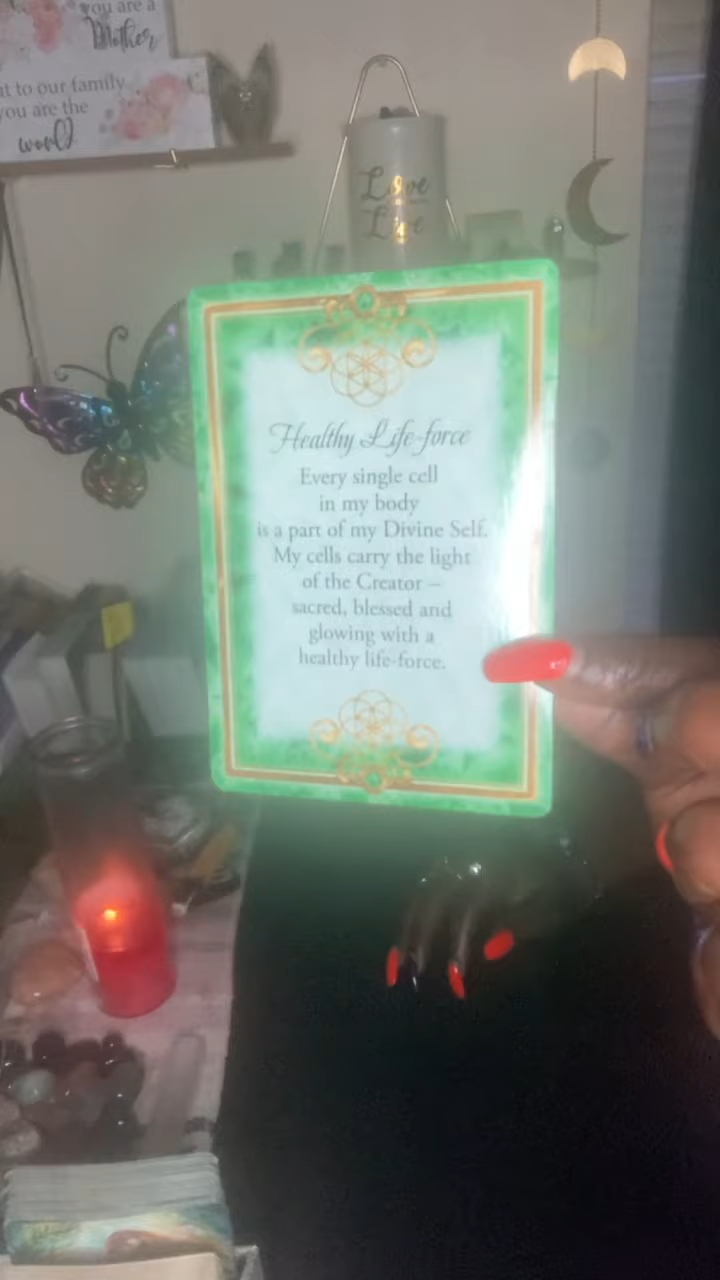 you are a
Mother
t to our family
you are the
world
Love
Live
Healthy Life-force
Every single cell
in my body
is a part of my Divine Self.
My cells carry the light
of the Creator –
sacred, blessed and
glowing with a
healthy life-force.